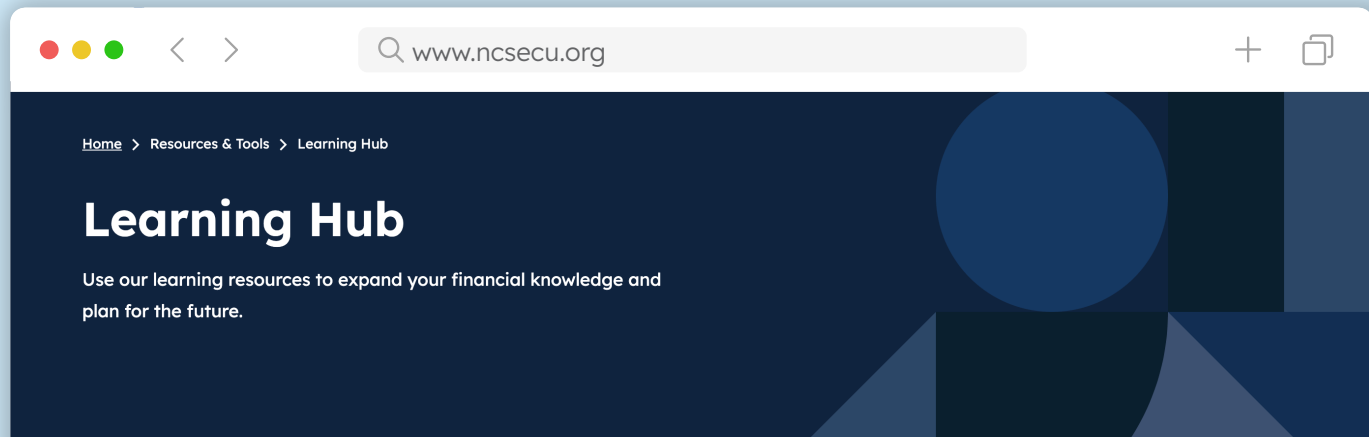 www.ncsecu.org
Home > Resources & Tools > Learning Hub
Learning Hub
Use our learning resources to expand your financial knowledge and
plan for the future.